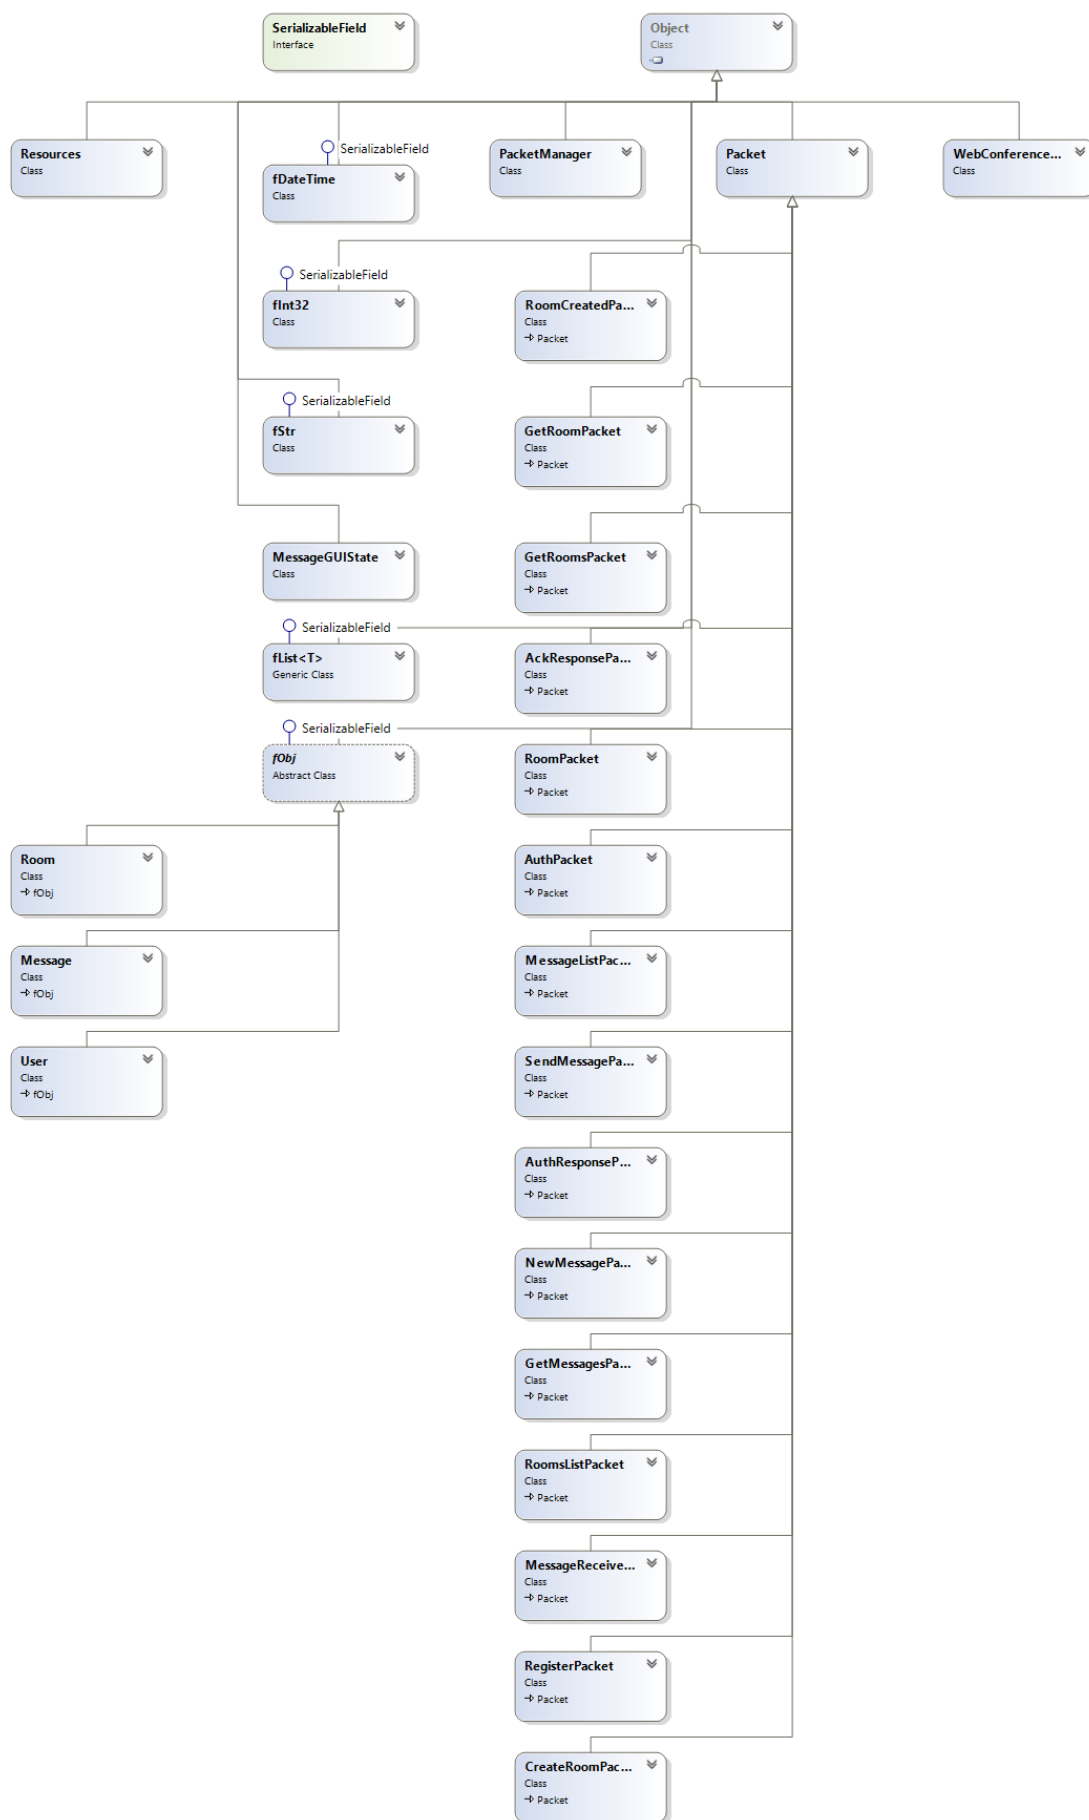 SerializableField
Interface
Object
Class
Resources
Class
SerializableField
fDateTime
Class
PacketManager
Class
Packet
Class
WebConference...
Class
SerializableField
fInt32
Class
RoomCreatedPa...
Class
Packet
SerializableField
fStr
Class
GetRoomPacket
Class
Packet
MessageGUIState
Class
GetRoomsPacket
Class
Packet
SerializableField
fList<T>
Generic Class
AckResponsePa...
Class
Packet
SerializableField
fObj
Abstract Class
RoomPacket
Class
Packet
Room
Class
fObj
AuthPacket
Class
Packet
Message
Class
fObj
MessageListPac...
Class
Packet
User
Class
fObj
SendMessagePa...
Class
Packet
AuthResponseP...
Class
Packet
NewMessagePa...
Class
Packet
GetMessagesPa...
Class
Packet
RoomsListPacket
Class
Packet
MessageReceive...
Class
Packet
RegisterPacket
Class
Packet
CreateRoomPac...
Class
Packet